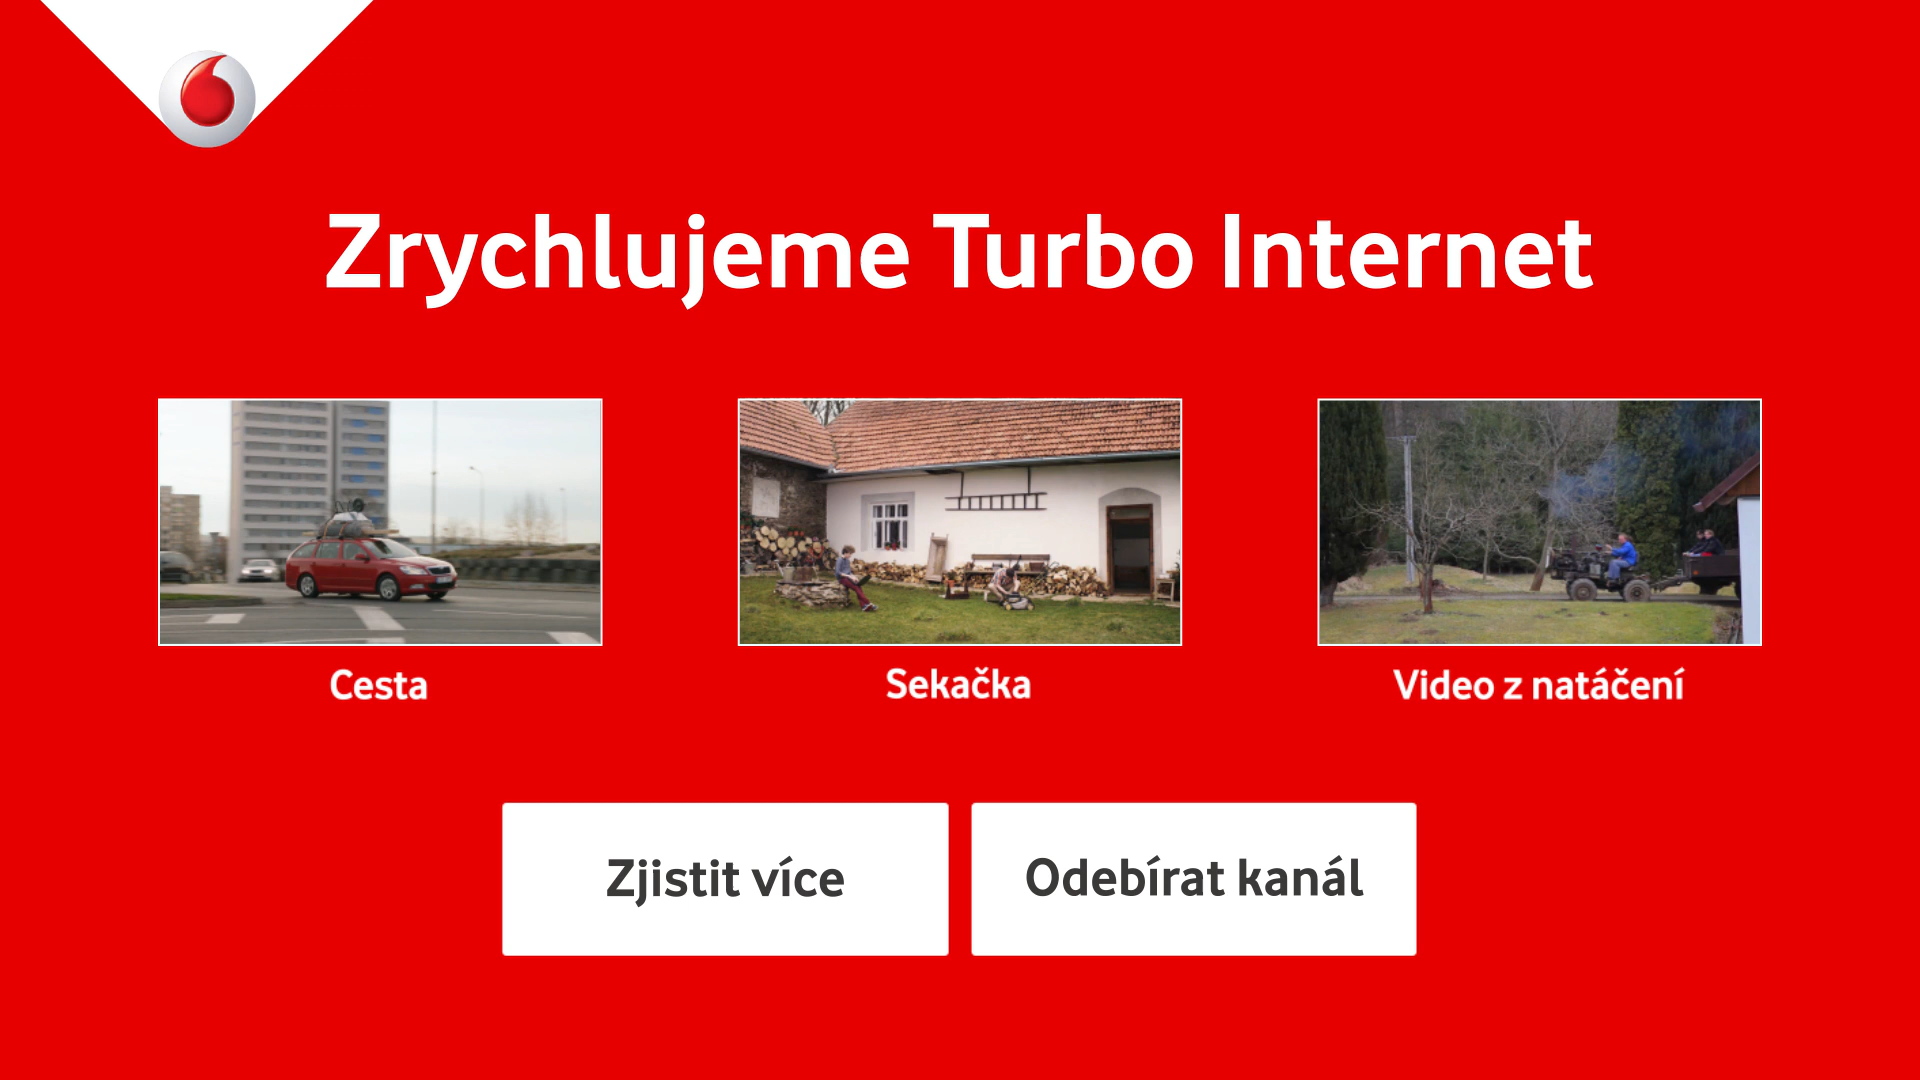 Zrychlujeme Turbo Internet
Cesta
Sekačka
Video z natáčení
Zjistit více
Odebírat kanál